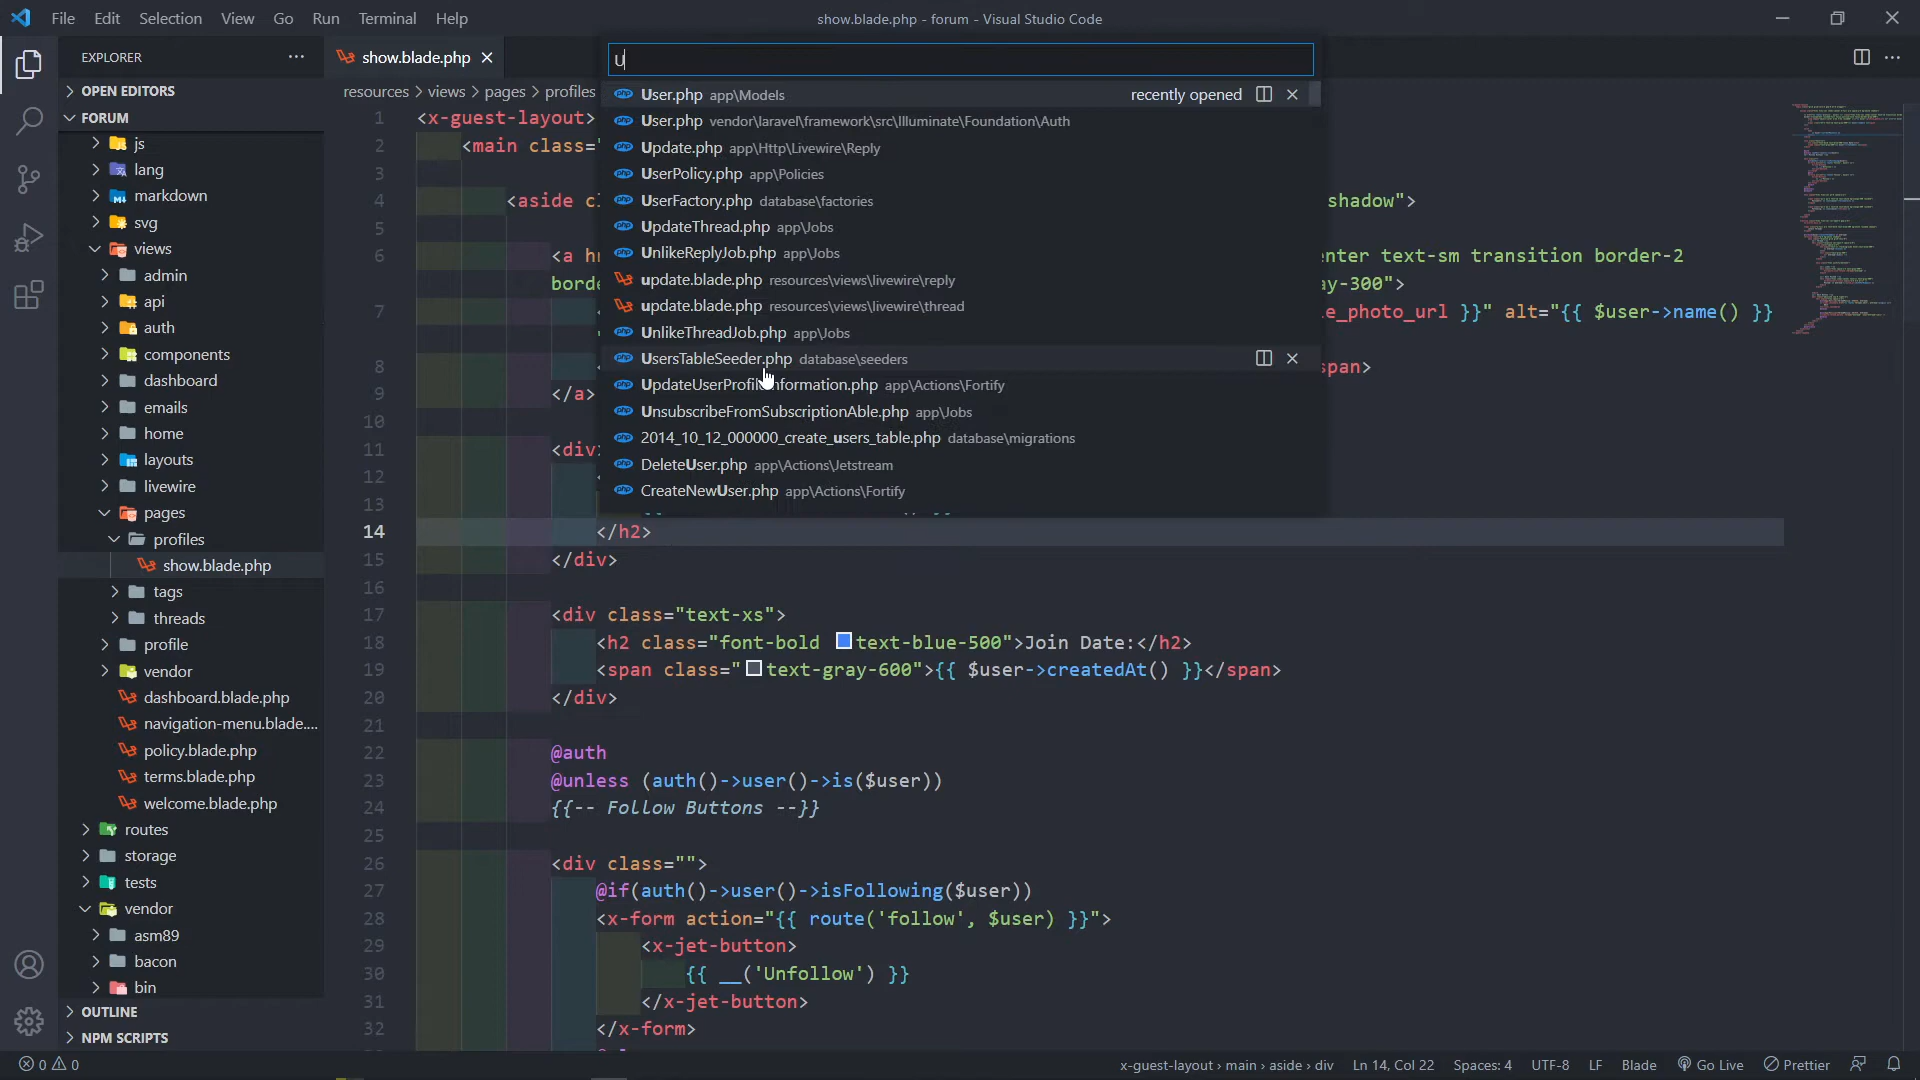 File Edit Selection View Go Run Terminal Help
show.blade.php - forum - Visual Studio Code
EXPLORER
OPEN EDITORS
FORUM
js
lang
markdown
svg
views
admin
api
auth
components
dashboard
emails
home
layouts
livewire
pages
profiles
show.blade.php
tags
threads
profile
vendor
dashboard.blade.php
navigation-menu.blade....
policy.blade.php
terms.blade.php
welcome.blade.php
routes
storage
tests
vendor
asm89
bacon
bin
OUTLINE
NPM SCRIPTS
show.blade.php
resources > views > pages > profiles
U
User.php app\Models recently opened
User.php vendor\laravel\framework\src\Illuminate\Foundation\Auth
Update.php app\Http\Livewire\Reply
UserPolicy.php app\Policies
UserFactory.php database\factories
UpdateThread.php app\Jobs
UnlikeReplyJob.php app\Jobs
update.blade.php resources\views\livewire\reply
update.blade.php resources\views\livewire\thread
UnlikeThreadJob.php app\Jobs
UsersTableSeeder.php database\seeders
UpdateUserProfileInformation.php app\Actions\Fortify
UnsubscribeFromSubscriptionAble.php app\Jobs
2014_10_12_000000_create_users_table.php database\migrations
DeleteUser.php app\Actions\Jetstream
CreateNewUser.php app\Actions\Fortify
1 <x-guest-layout>
2 <main class="
3
4 <aside cl shadow">
5
6 <a hr enter text-sm transition border-2
borde ay-300">
7 le_photo_url }}" alt="{{ $user->name() }}
8 < span>
9 </a>
10
11 <div
12 <
13
14 </h2>
15 </div>
16
17 <div class="text-xs">
18 <h2 class="font-bold text-blue-500">Join Date:</h2>
19 <span class="text-gray-600">{{ $user->createdAt() }}</span>
20 </div>
21
22 @auth
23 @unless (auth()->user()->is($user))
24 {{-- Follow Buttons --}}
25
26 <div class="">
27 @if(auth()->user()->isFollowing($user))
28 <x-form action="{{ route('follow', $user) }}">
29 <x-jet-button>
30 {{ __('Unfollow') }}
31 </x-jet-button>
32 </x-form>
0 0
x-guest-layout › main › aside › div Ln 14, Col 22 Spaces: 4 UTF-8 LF Blade Go Live Prettier